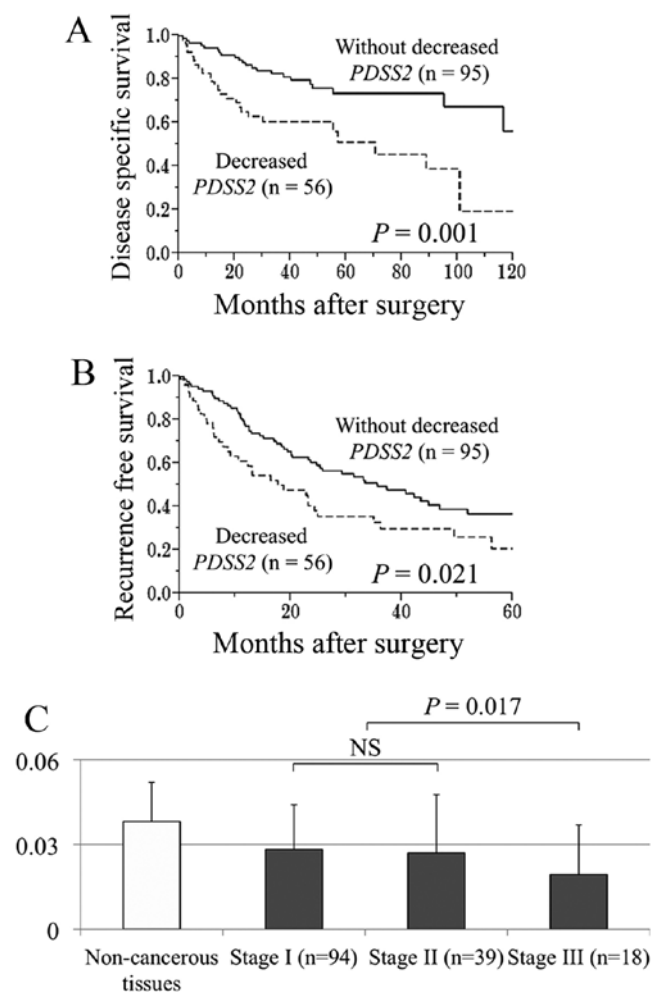 A
Disease specific survival
1.0
0.8
0.6
0.4
0.2
0.0
Without decreased
PDSS2 (n = 95)
Decreased
PDSS2 (n = 56)
P = 0.001
0 20 40 60 80 100 120
Months after surgery
B
Recurrence free survival
1.0
0.8
0.6
0.4
0.2
0.0
Without decreased
PDSS2 (n = 95)
Decreased
PDSS2 (n = 56)
P = 0.021
0 20 40 60
Months after surgery
C
P = 0.017
NS
0.06
0.03
0
Non-cancerous
tissues
Stage I (n=94)
Stage II (n=39)
Stage III (n=18)